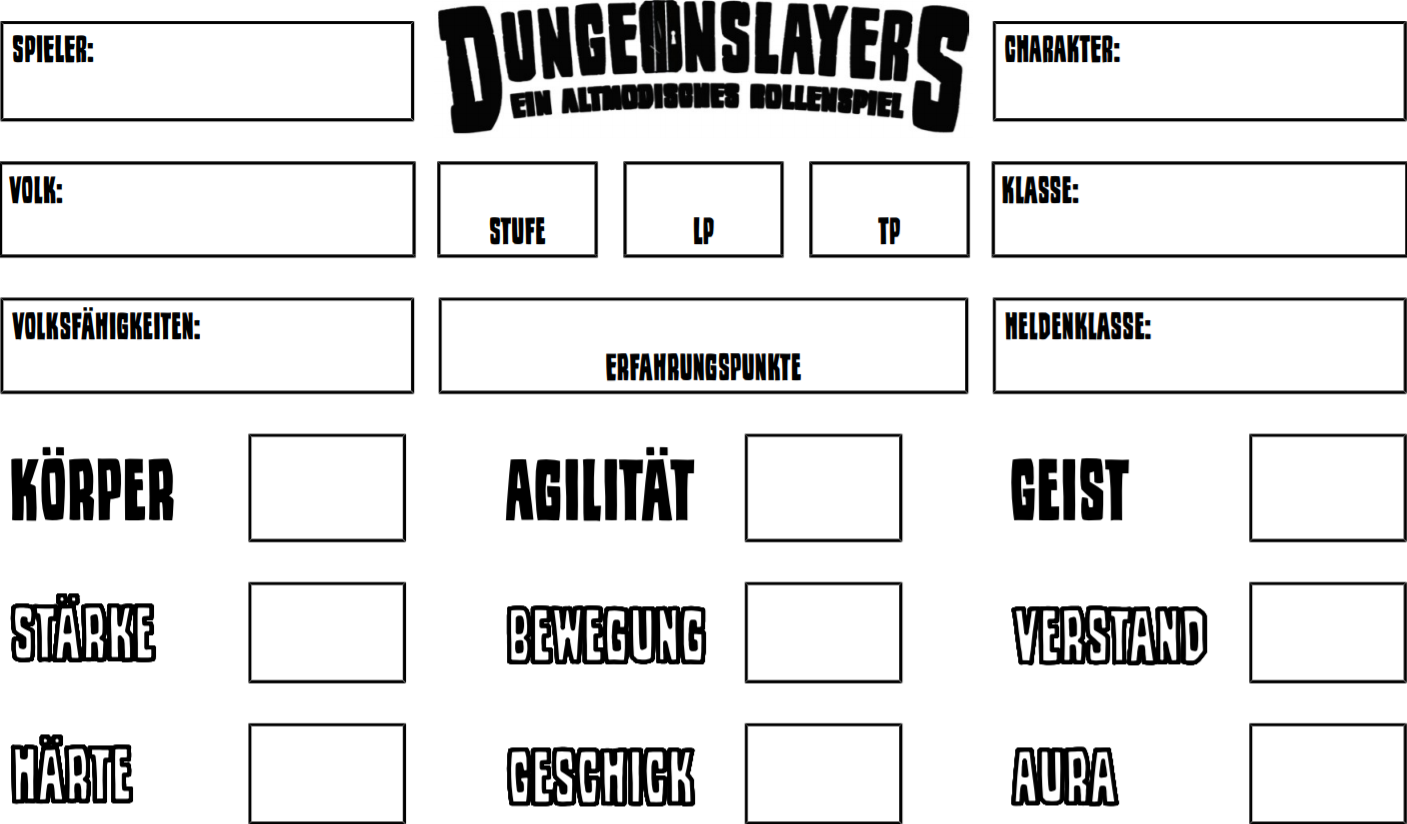 SPIELER:
DUNGEONSLAYERS
EIN ALTMODISCHES ROLLENSPIEL
CHARAKTER:
VOLK:
STUFE
LP
TP
KLASSE:
VOLKSFÄHIGKEITEN:
ERFAHRUNGSPUNKTE
HELDENKLASSE:
KÖRPER
AGILITÄT
GEIST
STÄRKE
BEWEGUNG
VERSTAND
HÄRTE
GESCHICK
AURA